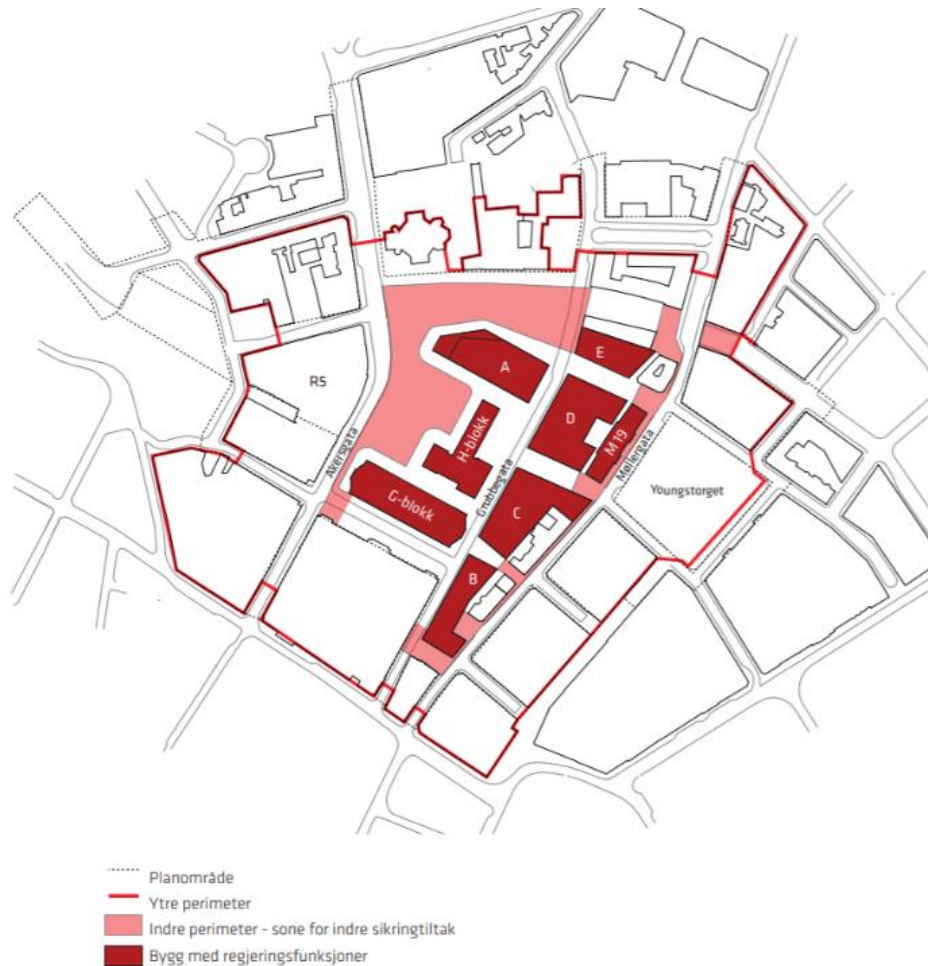 R5
A
E
H-blokk
D
M19
Akersgata
Grubbegata
Møllergata
Youngstorget
G-blokk
C
B
Planområde
Ytre perimeter
Indre perimeter - sone for indre sikringtiltak
Bygg med regjeringsfunksjoner